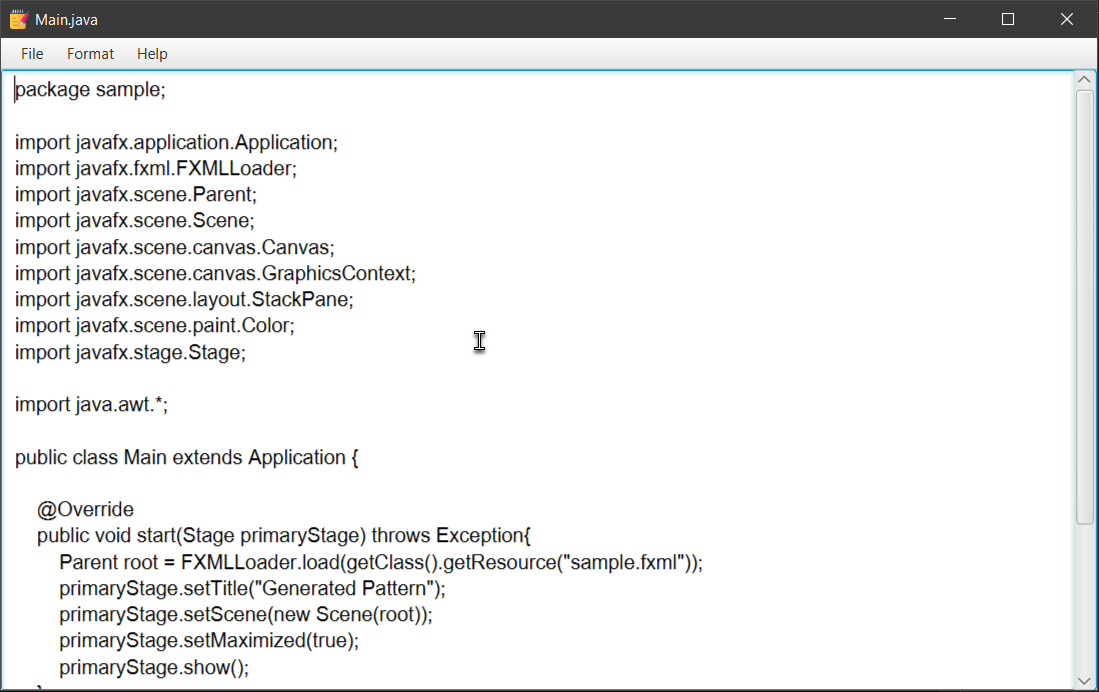 Main.java
File Format Help
package sample;

import javafx.application.Application;
import javafx.fxml.FXMLLoader;
import javafx.scene.Parent;
import javafx.scene.Scene;
import javafx.scene.canvas.Canvas;
import javafx.scene.canvas.GraphicsContext;
import javafx.scene.layout.StackPane;
import javafx.scene.paint.Color;
import javafx.stage.Stage;

import java.awt.*;

public class Main extends Application {

    @Override
    public void start(Stage primaryStage) throws Exception{
        Parent root = FXMLLoader.load(getClass().getResource("sample.fxml"));
        primaryStage.setTitle("Generated Pattern");
        primaryStage.setScene(new Scene(root));
        primaryStage.setMaximized(true);
        primaryStage.show();
    }